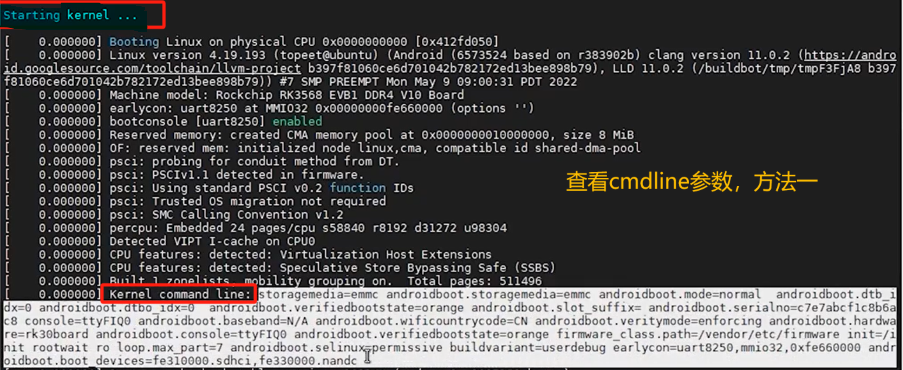 Starting kernel ...
[    0.000000] Booting Linux on physical CPU 0x0000000000 [0x412fd050]
[    0.000000] Linux version 4.19.193 (topeet@ubuntu) (Android (6573524 based on r383902b) clang version 11.0.2 (https://andro
id.googlesource.com/toolchain/llvm-project b397f81060ce6d701042b782172ed13bee898b79), LLD 11.0.2 (/buildbot/tmp/tmpF3FjA8 b397
f81060ce6d701042b782172ed13bee898b79)) #7 SMP PREEMPT Mon May 9 09:00:31 PDT 2022
[    0.000000] Machine model: Rockchip RK3568 EVB1 DDR4 V10 Board
[    0.000000] earlycon: uart8250 at MMIO32 0x00000000fe660000 (options '')
[    0.000000] bootconsole [uart8250] enabled
[    0.000000] Reserved memory: created CMA memory pool at 0x0000000010000000, size 8 MiB
[    0.000000] OF: reserved mem: initialized node linux,cma, compatible id shared-dma-pool
[    0.000000] psci: probing for conduit method from DT.
[    0.000000] psci: PSCIv1.1 detected in firmware.
[    0.000000] psci: Using standard PSCI v0.2 function IDs
[    0.000000] psci: Trusted OS migration not required
[    0.000000] psci: SMC Calling Convention v1.2
[    0.000000] percpu: Embedded 24 pages/cpu s58840 r8192 d31272 u98304
[    0.000000] Detected VIPT I-cache on CPU0
[    0.000000] CPU features: detected: Virtualization Host Extensions
[    0.000000] CPU features: detected: Speculative Store Bypassing Safe (SSBS)
[    0.000000] Built 1 zonelists, mobility grouping on.  Total pages: 511496
[    0.000000] Kernel command line: storagemedia=emmc androidboot.storagemedia=emmc androidboot.mode=normal  androidboot.dtb_i
dx=0 androidboot.dtbo_idx=0  androidboot.verifiedbootstate=orange androidboot.slot_suffix= androidboot.serialno=c7e7abcf1c8b6a
c8 console=ttyFIQ0 androidboot.baseband=N/A androidboot.wificountrycode=CN androidboot.veritymode=enforcing androidboot.hardwa
re=rk30board androidboot.console=ttyFIQ0 androidboot.verifiedbootstate=orange firmware_class.path=/vendor/etc/firmware init=/i
nit rootwait ro loop.max_part=7 androidboot.selinux=permissive buildvariant=userdebug earlycon=uart8250,mmio32,0xfe660000 andr
oidboot.boot_devices=fe310000.sdhci,fe330000.nandc
查看cmdline参数，方法一